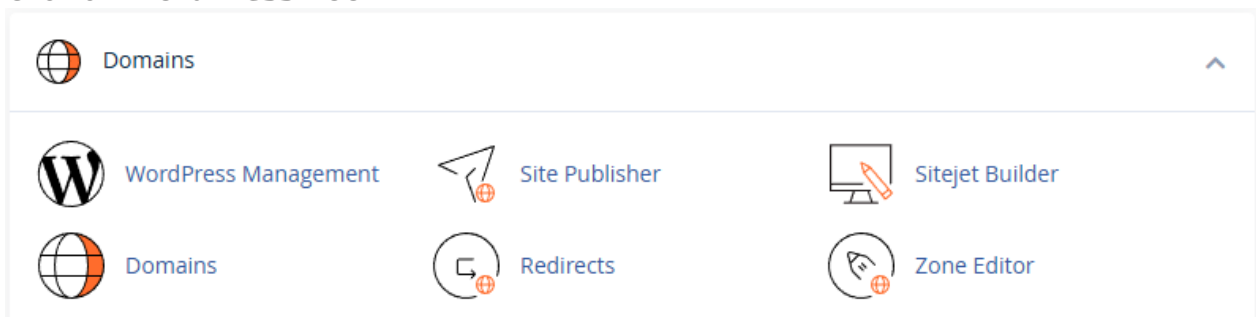 Domains
WordPress Management
Site Publisher
Sitejet Builder
Domains
Redirects
Zone Editor